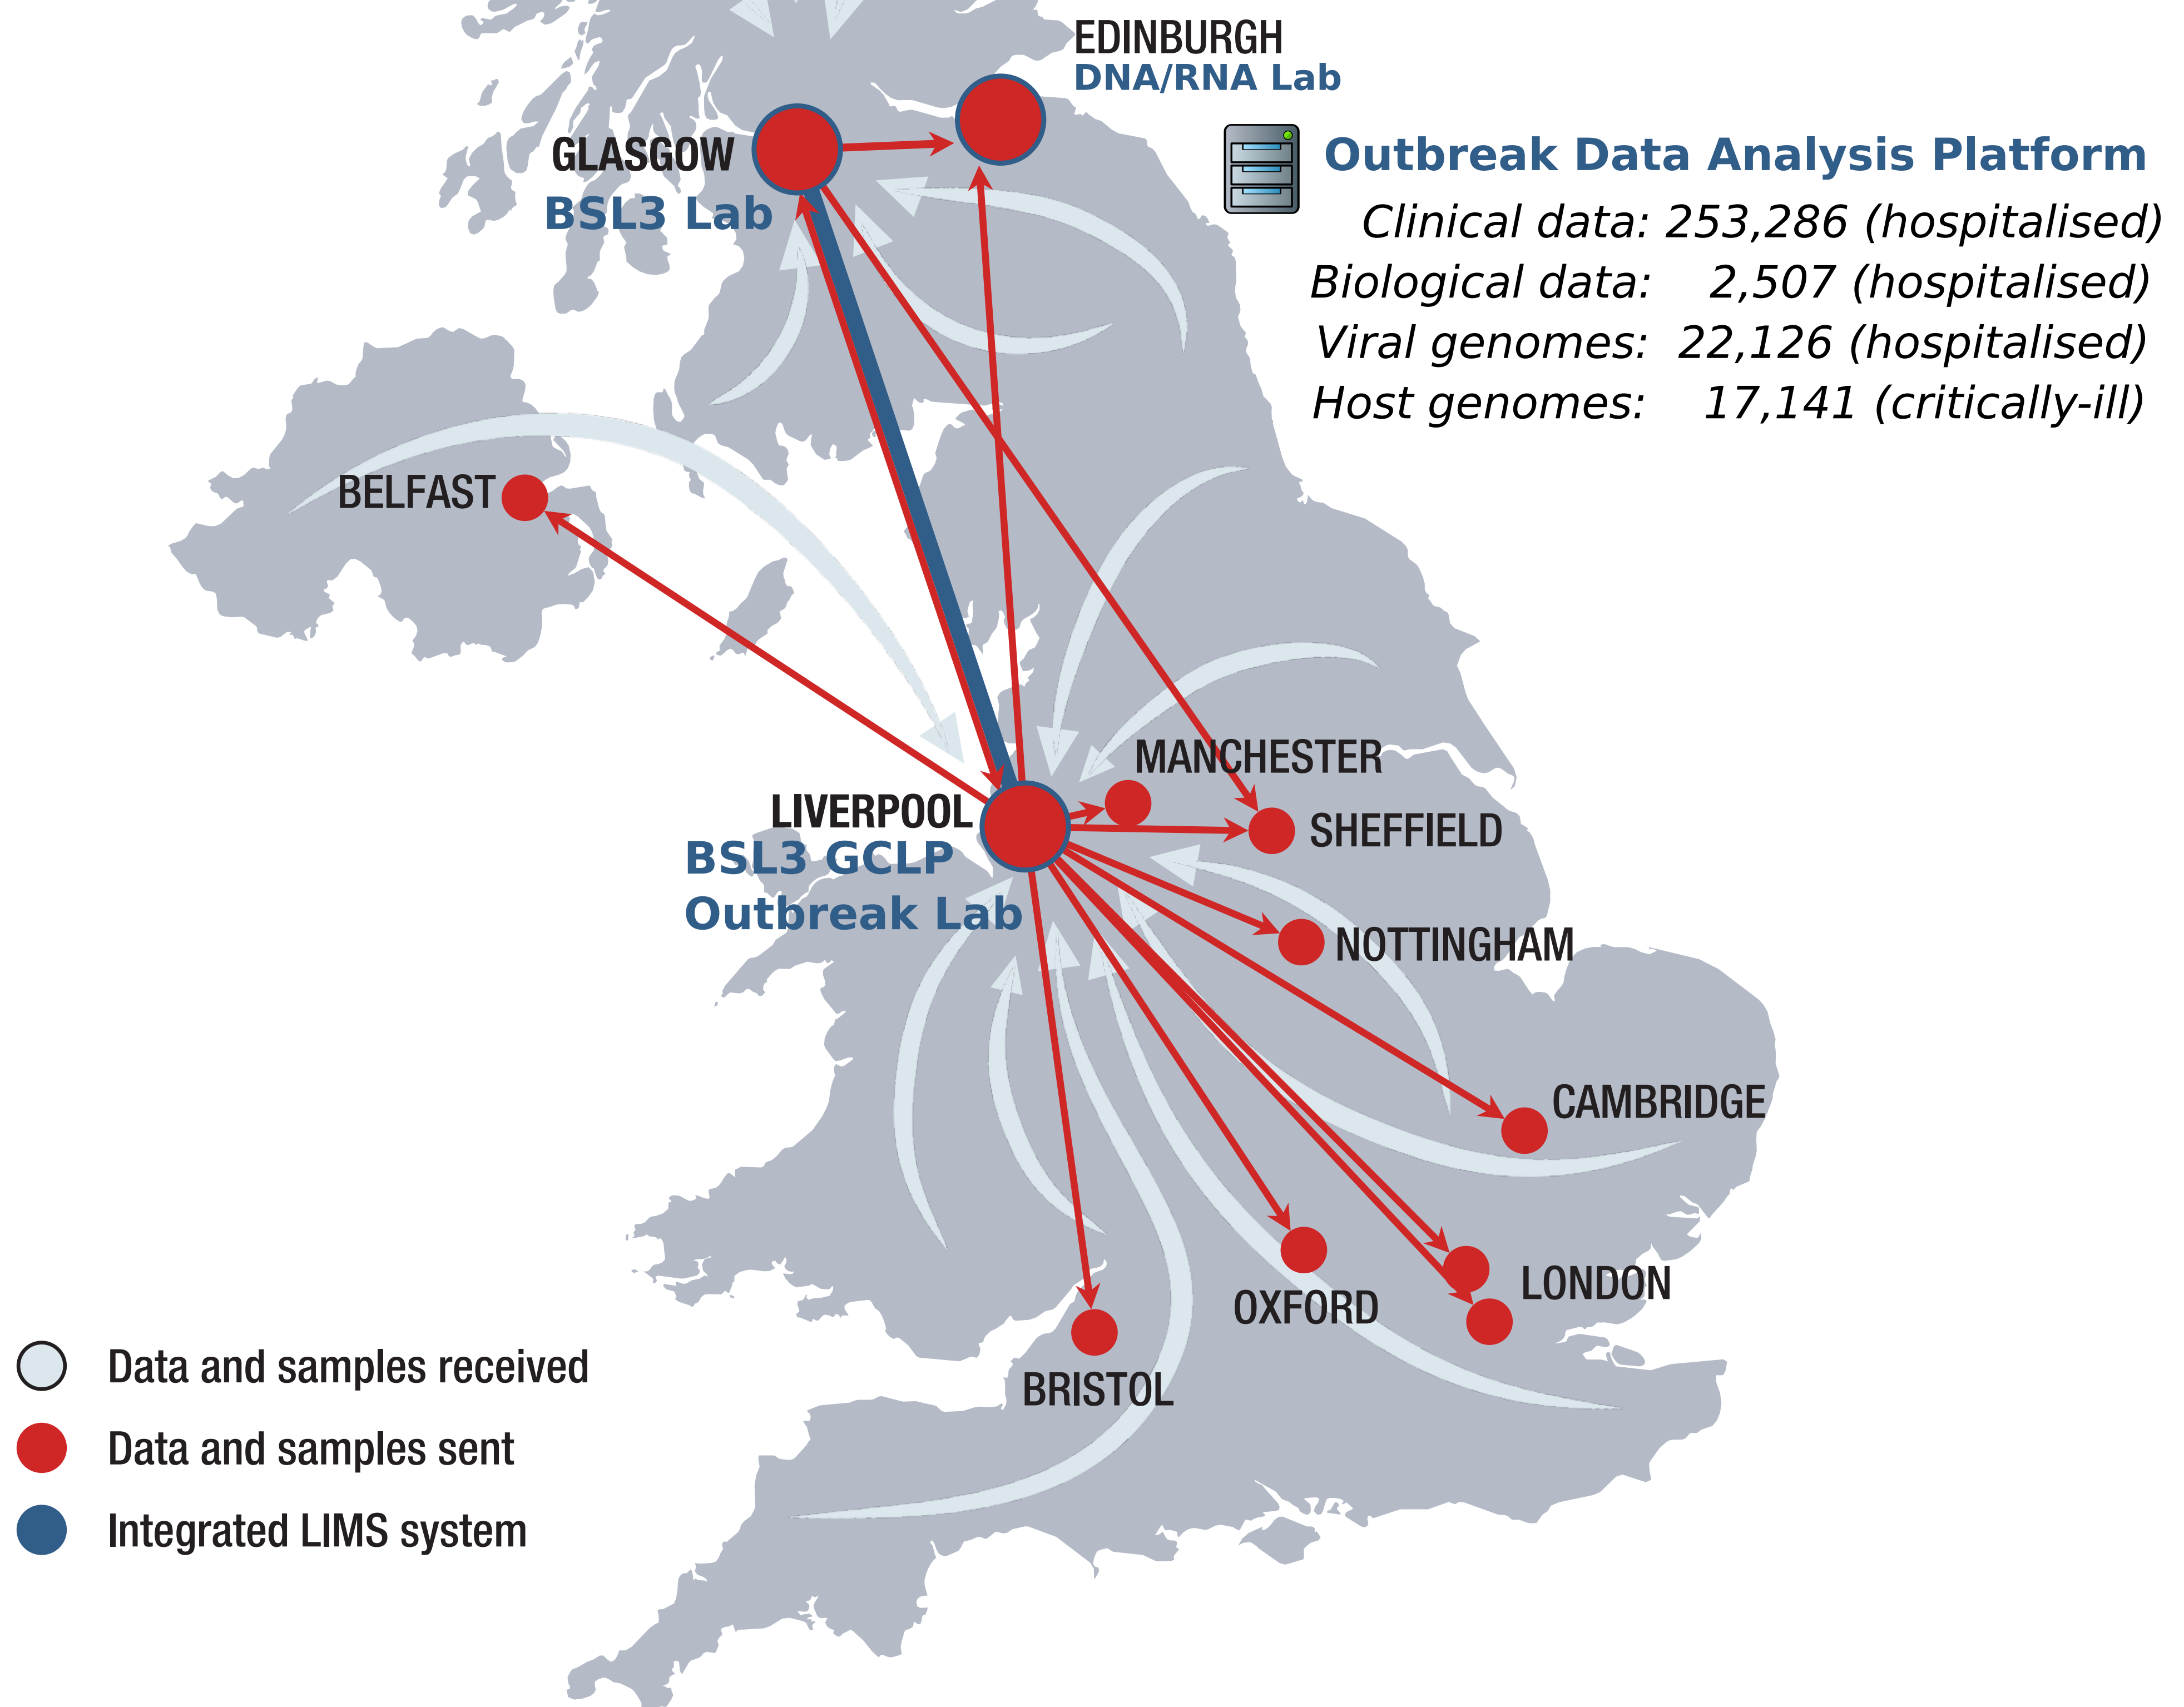 EDINBURGH
DNA/RNA Lab
GLASGOW
BSL3 Lab
Outbreak Data Analysis Platform
Clinical data: 253,286 (hospitalised)
Biological data: 2,507 (hospitalised)
Viral genomes: 22,126 (hospitalised)
Host genomes: 17,141 (critically-ill)
BELFAST
MANCHESTER
LIVERPOOL
BSL3 GCLP
Outbreak Lab
SHEFFIELD
NOTTINGHAM
CAMBRIDGE
LONDON
OXFORD
BRISTOL
Data and samples received
Data and samples sent
Integrated LIMS system